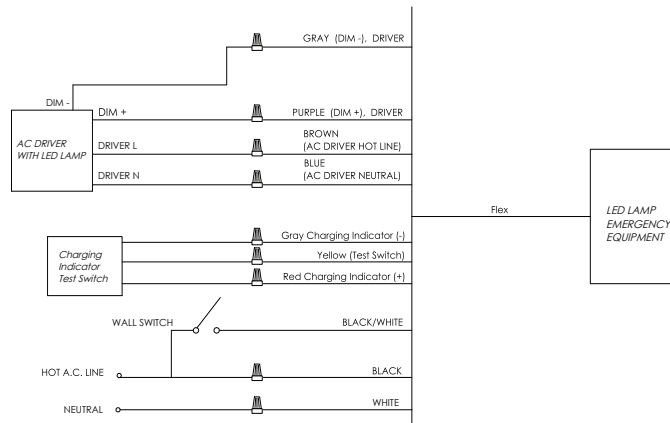 GRAY (DIM -), DRIVER
DIM -
DIM +
PURPLE (DIM +), DRIVER
AC DRIVER
WITH LED LAMP
DRIVER L
BROWN
(AC DRIVER HOT LINE)
DRIVER N
BLUE
(AC DRIVER NEUTRAL)
Flex
LED LAMP
EMERGENCY
EQUIPMENT
Charging
Indicator
Test Switch
Gray Charging Indicator (-)
Yellow (Test Switch)
Red Charging Indicator (+)
WALL SWITCH
BLACK/WHITE
HOT A.C. LINE
BLACK
NEUTRAL
WHITE